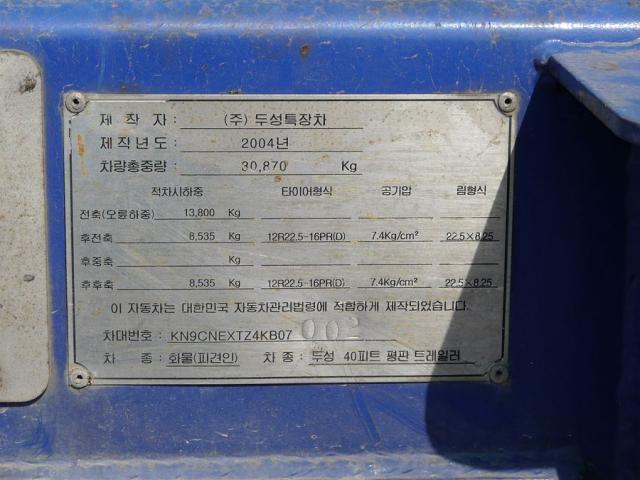 제 작 자 : (주) 두성특장차
제작년도 : 2004년
차량총중량 : 30,870 Kg
적차시하중 타이어형식 공기압 림형식
전축(오륜하중) 13,800 Kg
후전축 8,535 Kg 12R22.5-16PR(D) 7.4Kg/cm² 22.5×8.25
후중축 Kg
후후축 8,535 Kg 12R22.5-16PR(D) 7.4Kg/cm² 22.5×8.25
이 자동차는 대한민국 자동차관리법령에 적합하게 제작되었습니다.
차대번호 : KN9CNEXTZ4KB07 002
차 종 : 화물(피견인) 차 종 : 두성 40피트 평판 트레일러